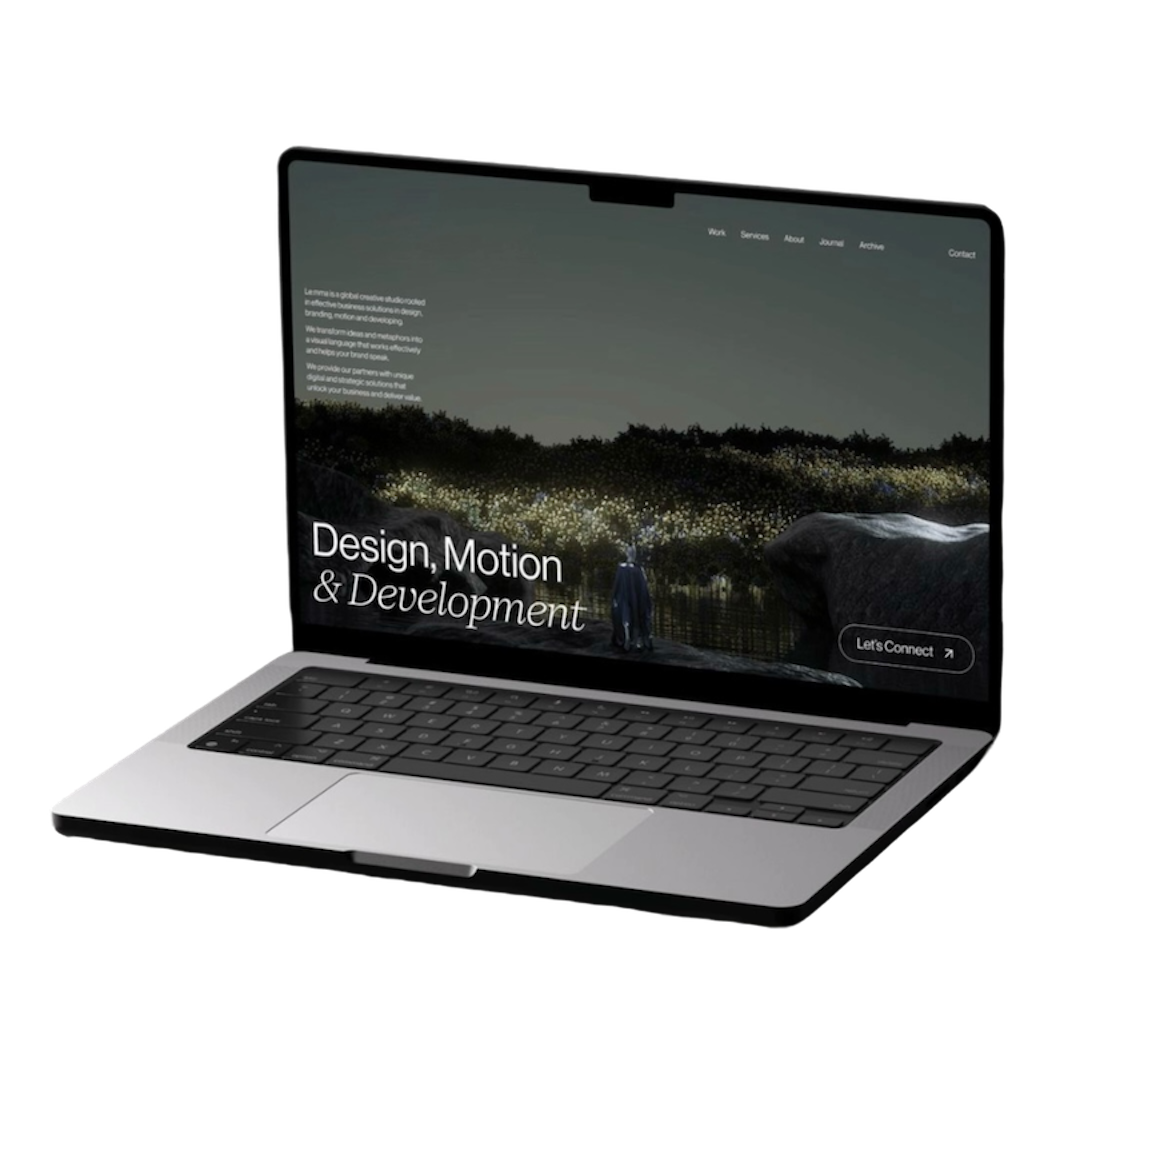 Work Services About Journal Archive Contact
Lemma is a global creative studio rooted
in effective business solutions in design,
branding, motion and developing.
We transform ideas and metaphors into
a visual language that works effectively
and helps your brand speak.
We provide our partners with unique
digital and strategic solutions that
unlock your business and deliver value.
Design, Motion
& Development
Let's Connect